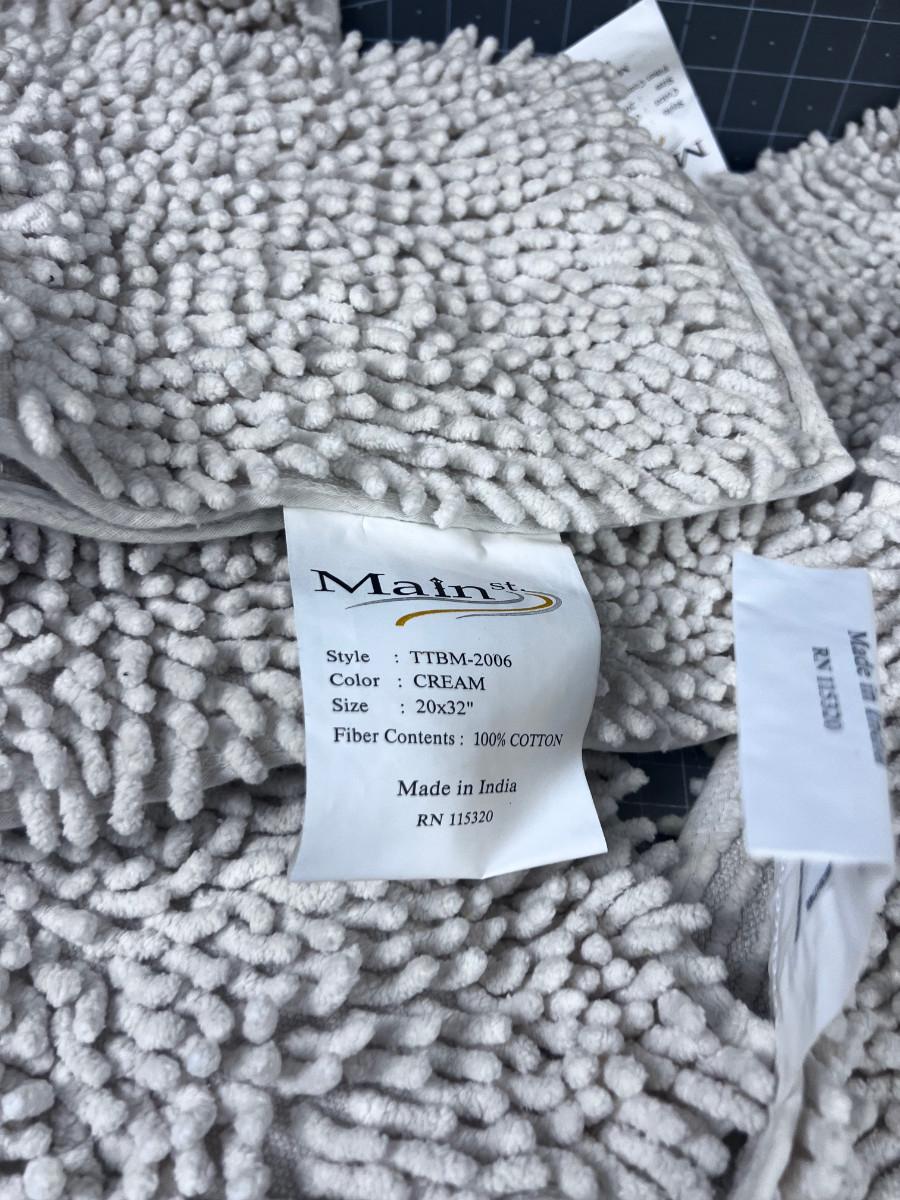 Main st.
Style : TTBM-2006
Color : CREAM
Size : 20x32"
Fiber Contents : 100% COTTON
Made in India
RN 115320
Made in India
RN 115320